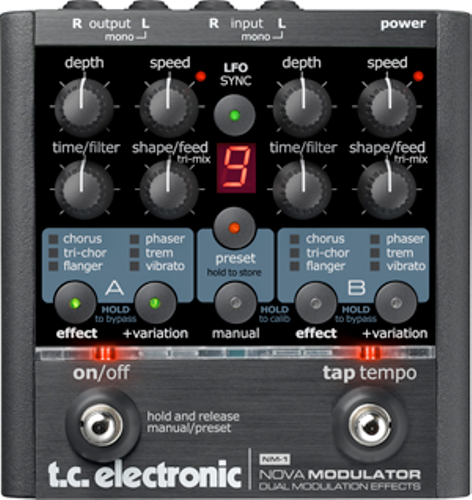 R output L
mono
R input L
mono
power
depth
speed
LFO
SYNC
depth
speed
time/filter
shape/feed
tri-mix
9
time/filter
shape/feed
tri-mix
chorus
tri-chor
flanger
phaser
trem
vibrato
preset
hold to store
chorus
tri-chor
flanger
phaser
trem
vibrato
A
B
HOLD
to bypass
HOLD
to calib
HOLD
to bypass
effect
+variation
manual
effect
+variation
on/off
tap tempo
hold and release
manual/preset
t.c. electronic
NM-1
NOVA MODULATOR
DUAL MODULATION EFFECTS